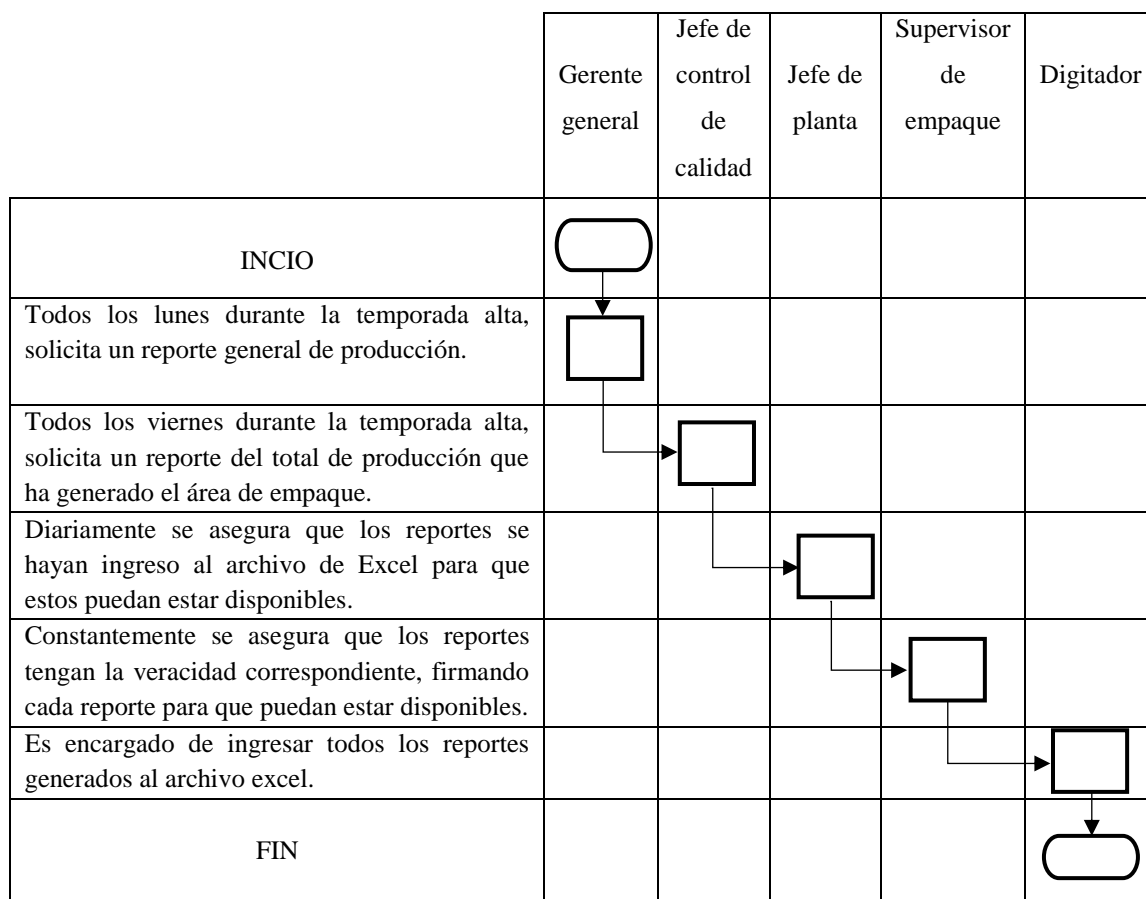 Gerente
general
Jefe de
control
de
calidad
Jefe de
planta
Supervisor
de
empaque
Digitador
INCIO
Todos los lunes durante la temporada alta,
solicita un reporte general de producción.
Todos los viernes durante la temporada alta,
solicita un reporte del total de producción que
ha generado el área de empaque.
Diariamente se asegura que los reportes se
hayan ingreso al archivo de Excel para que
estos puedan estar disponibles.
Constantemente se asegura que los reportes
tengan la veracidad correspondiente, firmando
cada reporte para que puedan estar disponibles.
Es encargado de ingresar todos los reportes
generados al archivo excel.
FIN